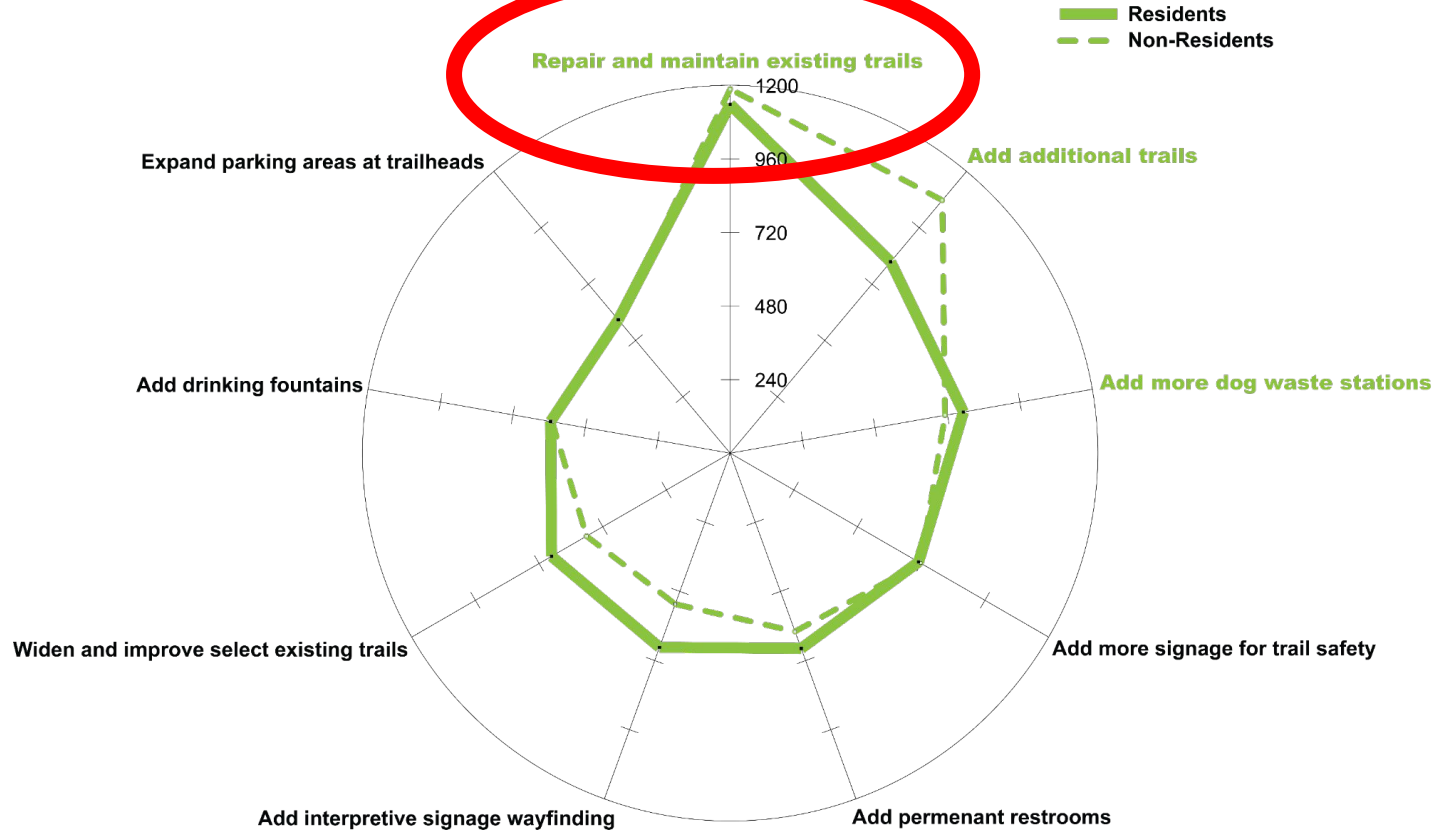 Residents
Non-Residents
Repair and maintain existing trails
1200
960
720
480
240
Expand parking areas at trailheads
Add additional trails
Add drinking fountains
Add more dog waste stations
Widen and improve select existing trails
Add more signage for trail safety
Add interpretive signage wayfinding
Add permenant restrooms